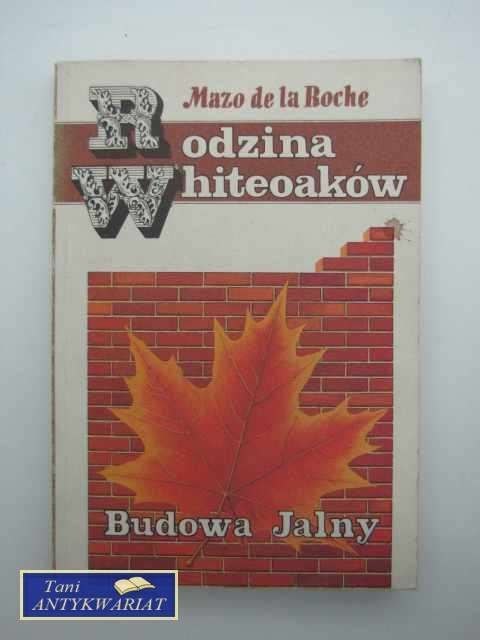 Mazo de la Roche
Rodzina
Whiteoaków
Budowa Jalny
Tani
ANTYKWARIAT